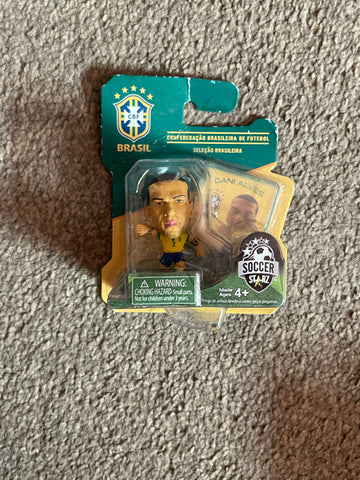 CBF
BRASIL
CONFEDERAÇÃO BRASILEIRA DE FUTEBOL
SELEÇÃO BRASILEIRA
DANI ALVES
SOCCER
STARZ
⚠ WARNING:
CHOKING HAZARD-Small parts.
Not for children under 3 years.
Idade
Ages 4+